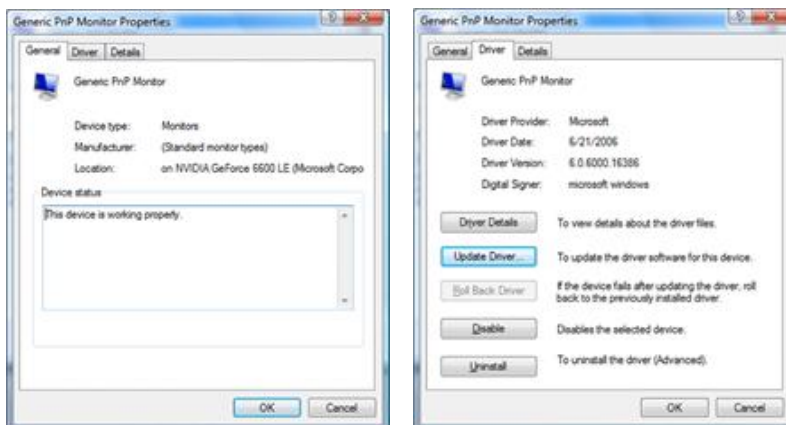 Generic PnP Monitor Properties
General Driver Details
Generic PnP Monitor
Device type: Monitors
Manufacturer: (Standard monitor types)
Location: on NVIDIA GeForce 6600 LE (Microsoft Corpo
Device status
This device is working properly.
OK Cancel
Generic PnP Monitor Properties
General Driver Details
Generic PnP Monitor
Driver Provider: Microsoft
Driver Date: 6/21/2006
Driver Version: 6.0.6000.16386
Digital Signer: microsoft windows
Driver Details To view details about the driver files.
Update Driver... To update the driver software for this device.
Roll Back Driver If the device fails after updating the driver, roll
back to the previously installed driver.
Disable Disables the selected device.
Uninstall To uninstall the driver (Advanced).
OK Cancel